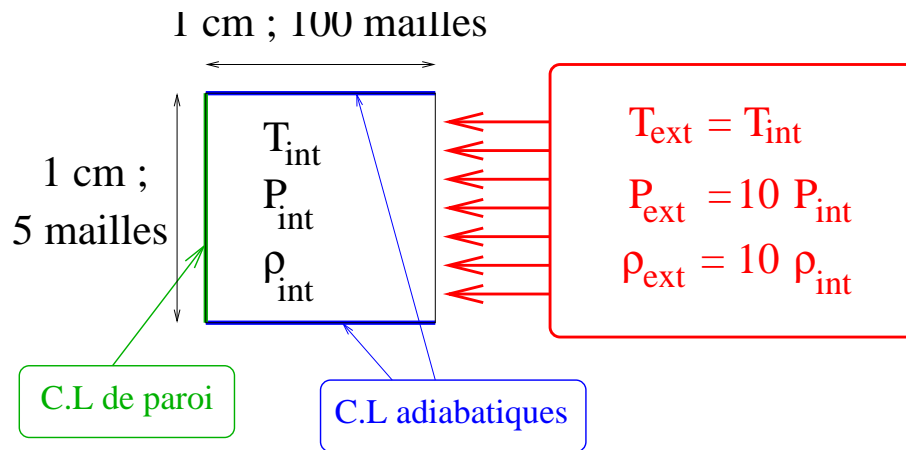 1 cm ; 100 mailles
1 cm ;
5 mailles
T_int
P_int
ρ_int
T_ext = T_int
P_ext = 10 P_int
ρ_ext = 10 ρ_int
C.L de paroi
C.L adiabatiques